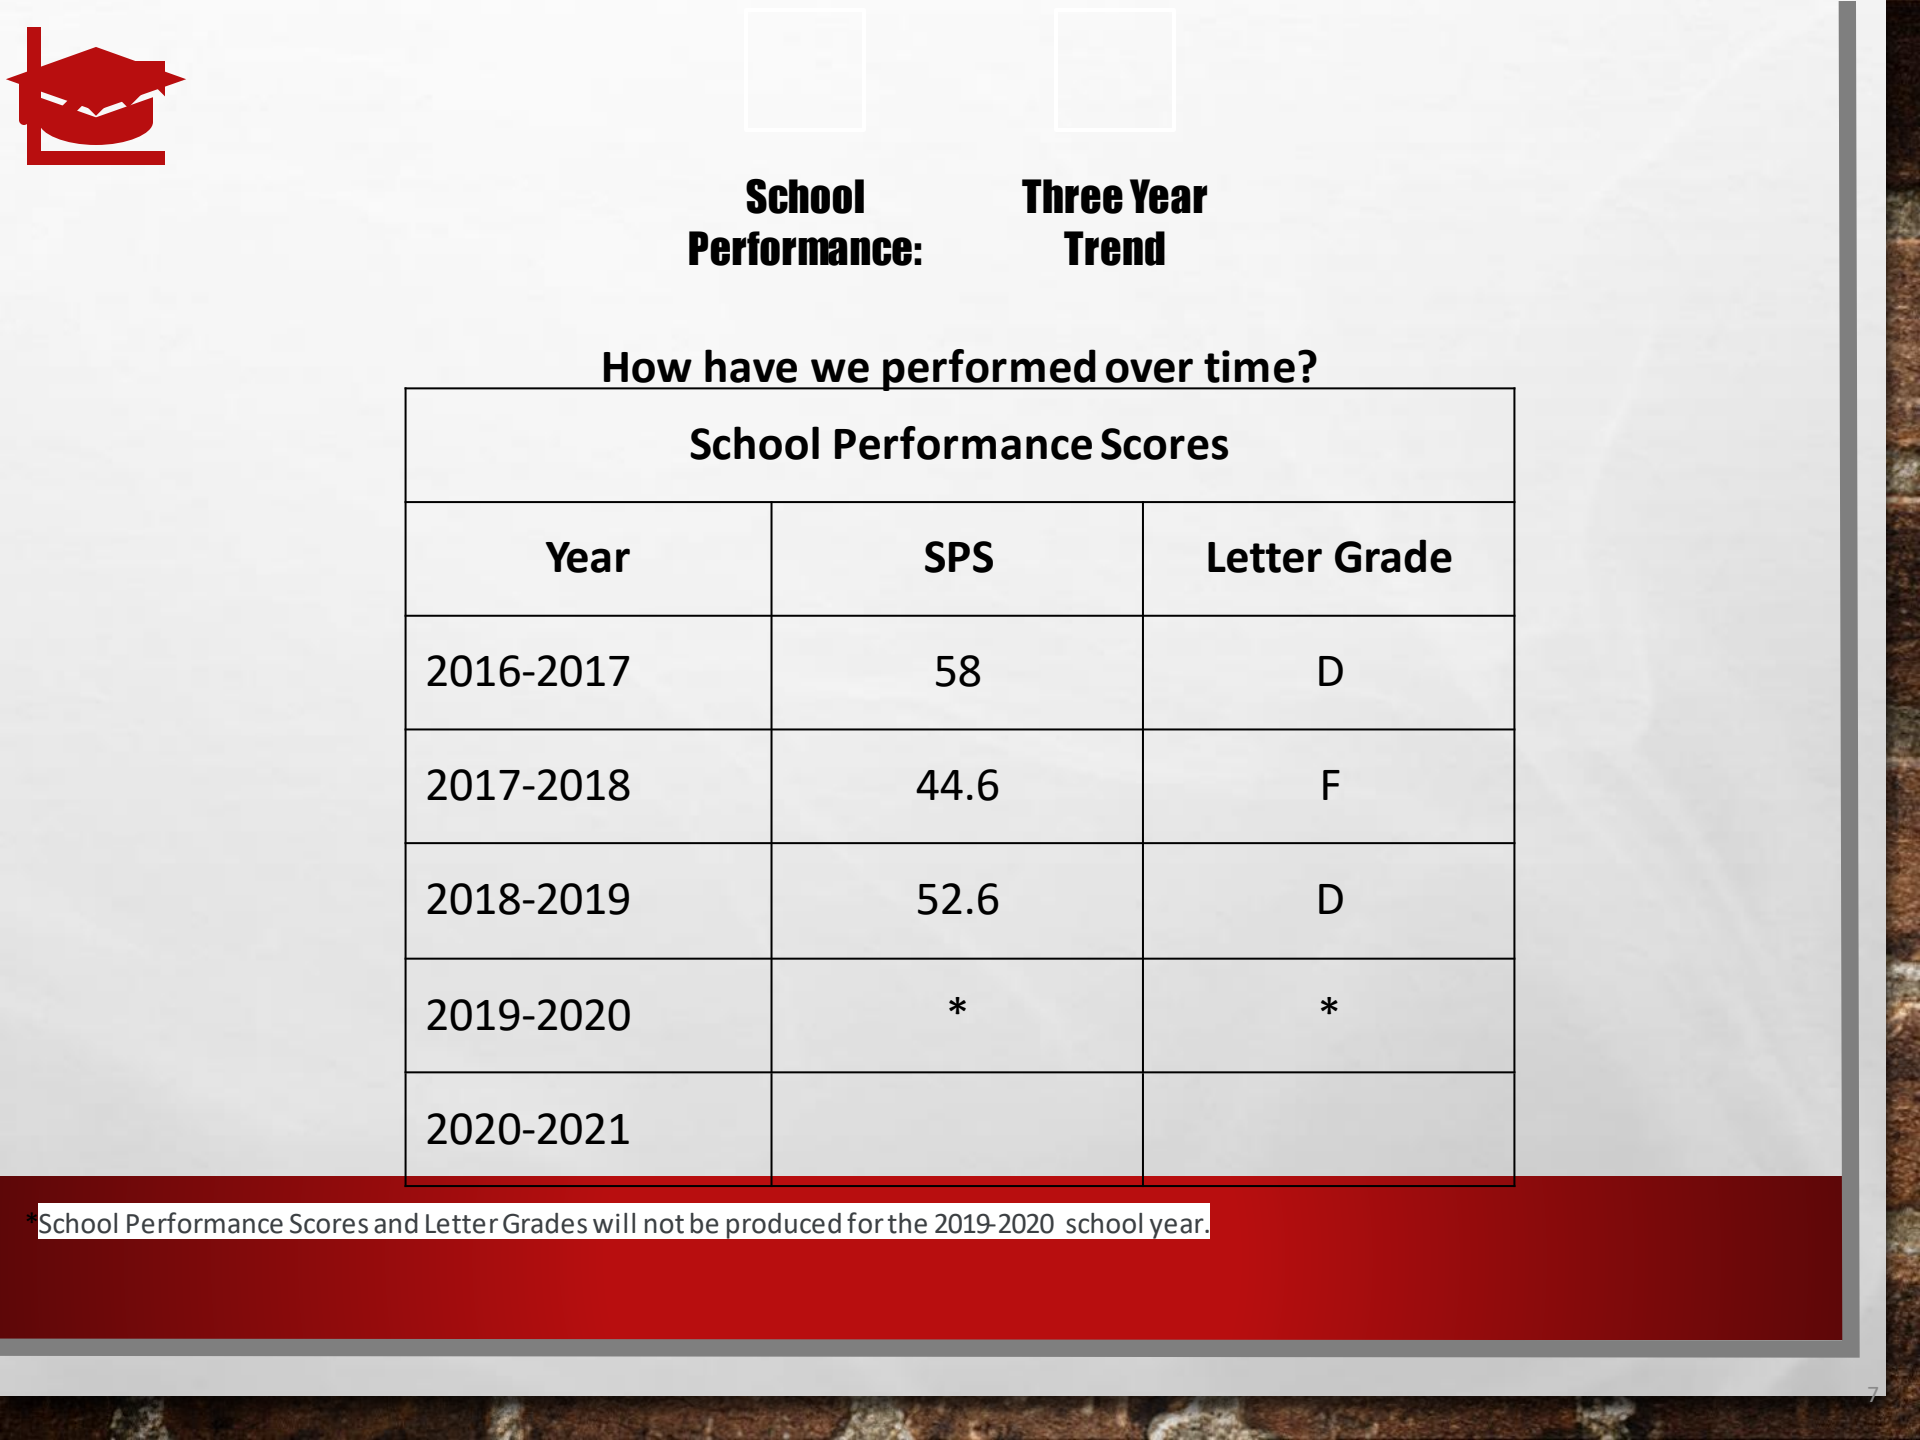 School Performance:
Three Year Trend
How have we performed over time?
School Performance Scores
Year SPS Letter Grade
2016-2017 58 D
2017-2018 44.6 F
2018-2019 52.6 D
2019-2020 * *
2020-2021
*School Performance Scores and Letter Grades will not be produced for the 2019-2020 school year.
7